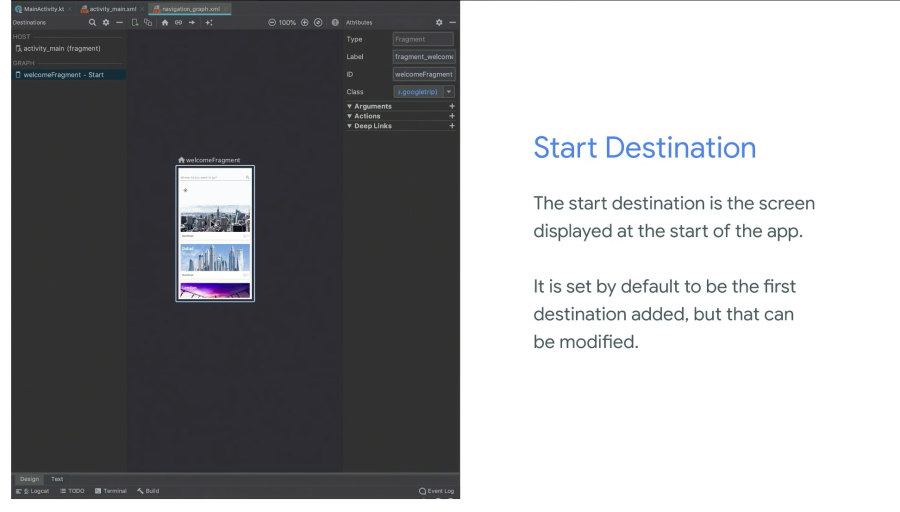 MainActivity.kt
activity_main.xml
navigation_graph.xml
Destinations
100%
Attributes
HOST
activity_main (fragment)
GRAPH
welcomeFragment - Start
Type Fragment
Label fragment_welcome
ID welcomeFragment
Class s.googletrip)
Arguments
Actions
Deep Links
welcomeFragment
Start Destination
The start destination is the screen
displayed at the start of the app.
It is set by default to be the first
destination added, but that can
be modified.
Design Text
6: Logcat TODO Terminal Build Event Log